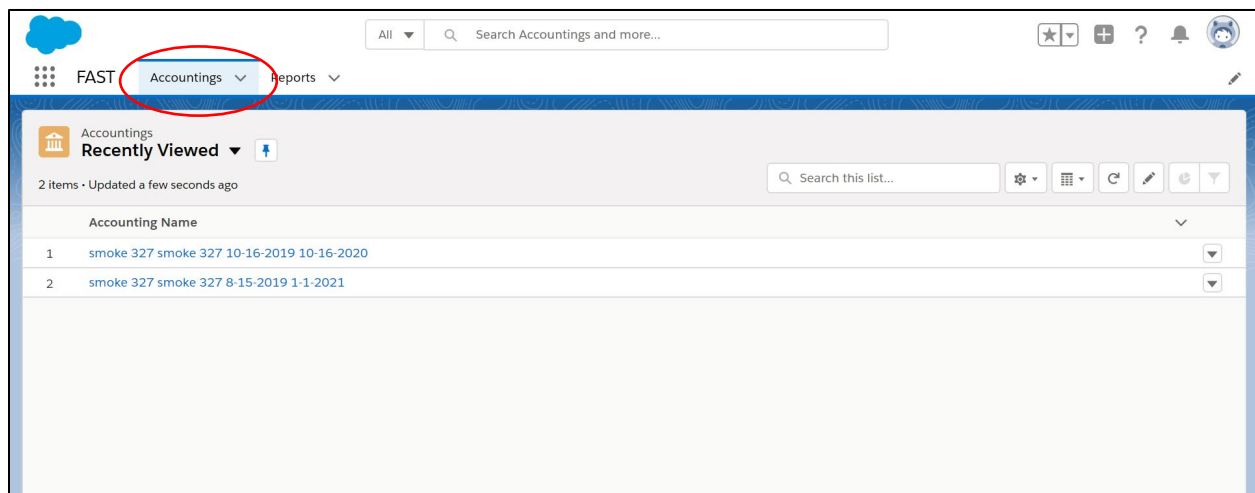 All Search Accountings and more...
FAST Accountings Reports
Accountings
Recently Viewed
2 items • Updated a few seconds ago
Search this list...
Accounting Name
1 smoke 327 smoke 327 10-16-2019 10-16-2020
2 smoke 327 smoke 327 8-15-2019 1-1-2021